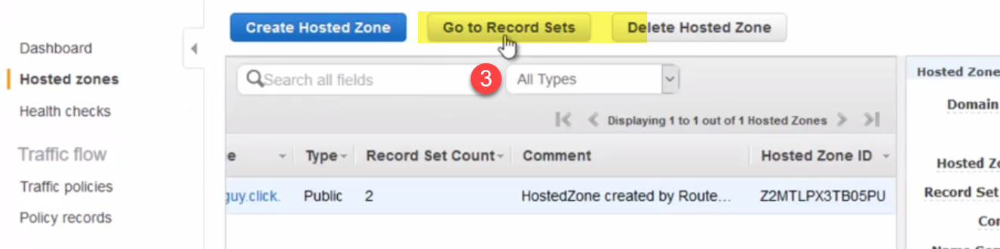 Create Hosted Zone
Go to Record Sets
Delete Hosted Zone
Dashboard
Hosted zones
Health checks
Traffic flow
Traffic policies
Policy records
Search all fields
3
All Types
Displaying 1 to 1 out of 1 Hosted Zones
e Type Record Set Count Comment Hosted Zone ID
guy.click. Public 2 HostedZone created by Route... Z2MTLPX3TB05PU
Hosted Zone
Domain
Hosted Zo
Record Set
Co